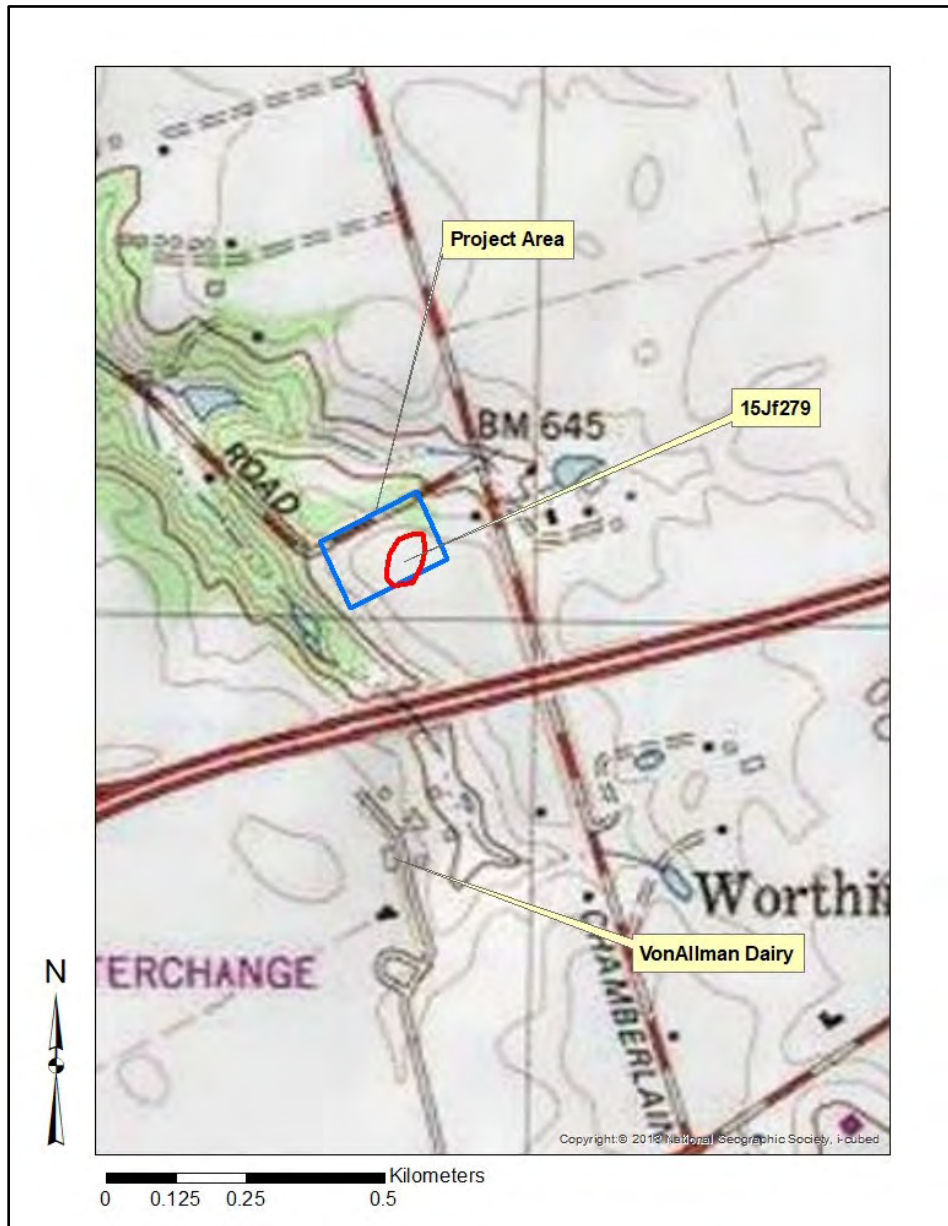 Project Area
15Jf279
BM 645
ROAD
Worthin
VonAllman Dairy
TERCHANGE
CHAMBERLAIN
N
Copyright:© 2013 National Geographic Society, i-cubed
Kilometers
0 0.125 0.25 0.5